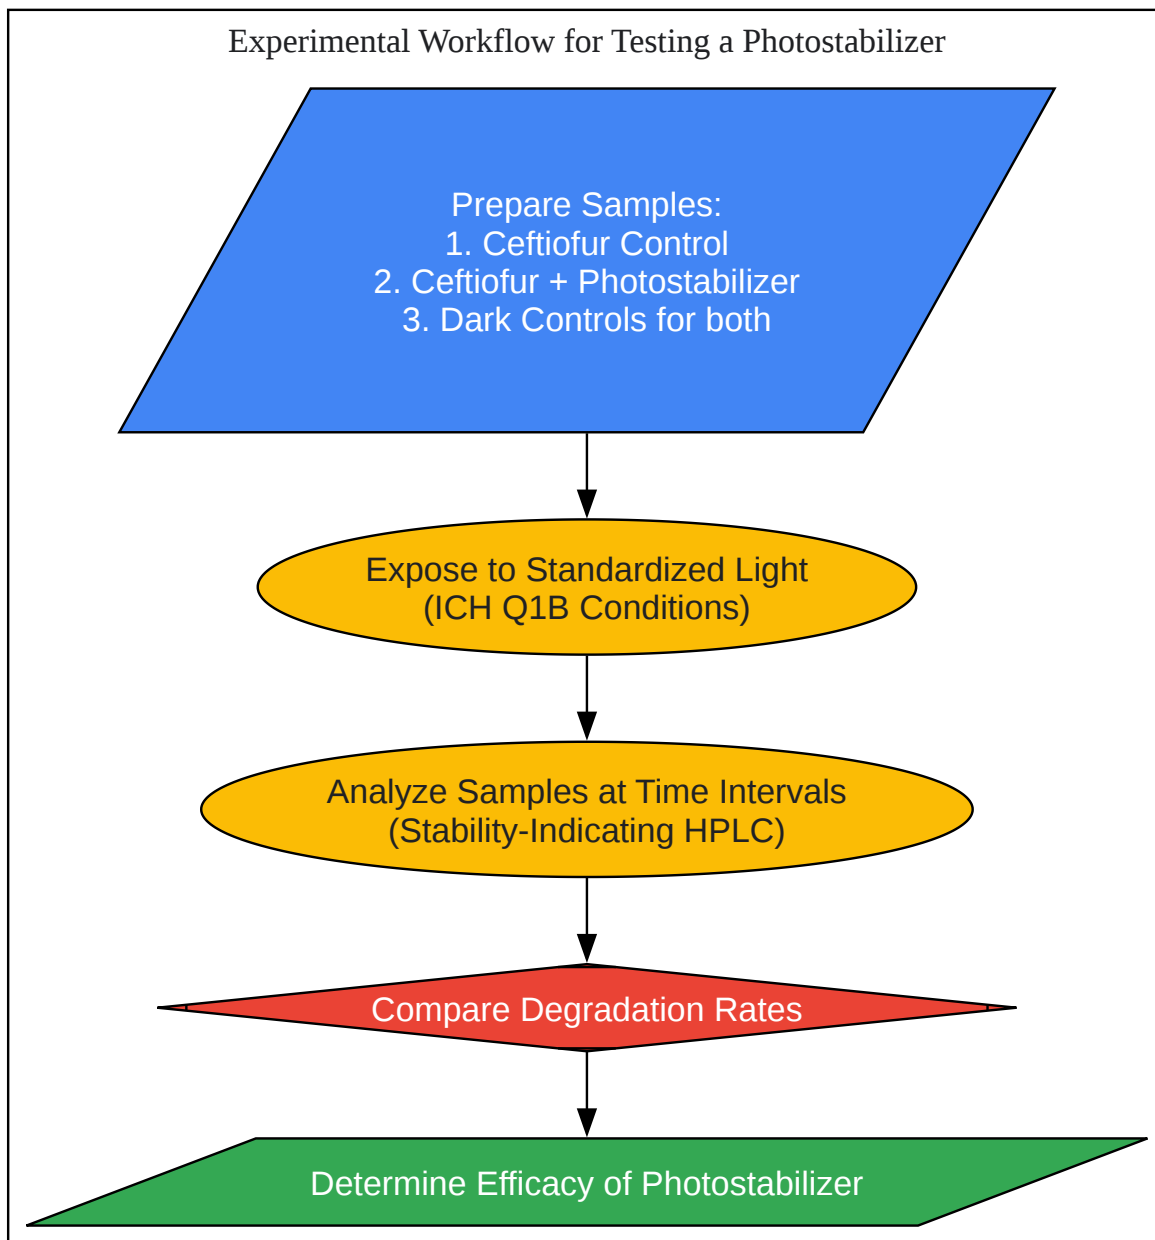 Experimental Workflow for Testing a Photostabilizer
Prepare Samples:
1. Ceftiofur Control
2. Ceftiofur + Photostabilizer
3. Dark Controls for both
Expose to Standardized Light
(ICH Q1B Conditions)
Analyze Samples at Time Intervals
(Stability-Indicating HPLC)
Compare Degradation Rates
Determine Efficacy of Photostabilizer